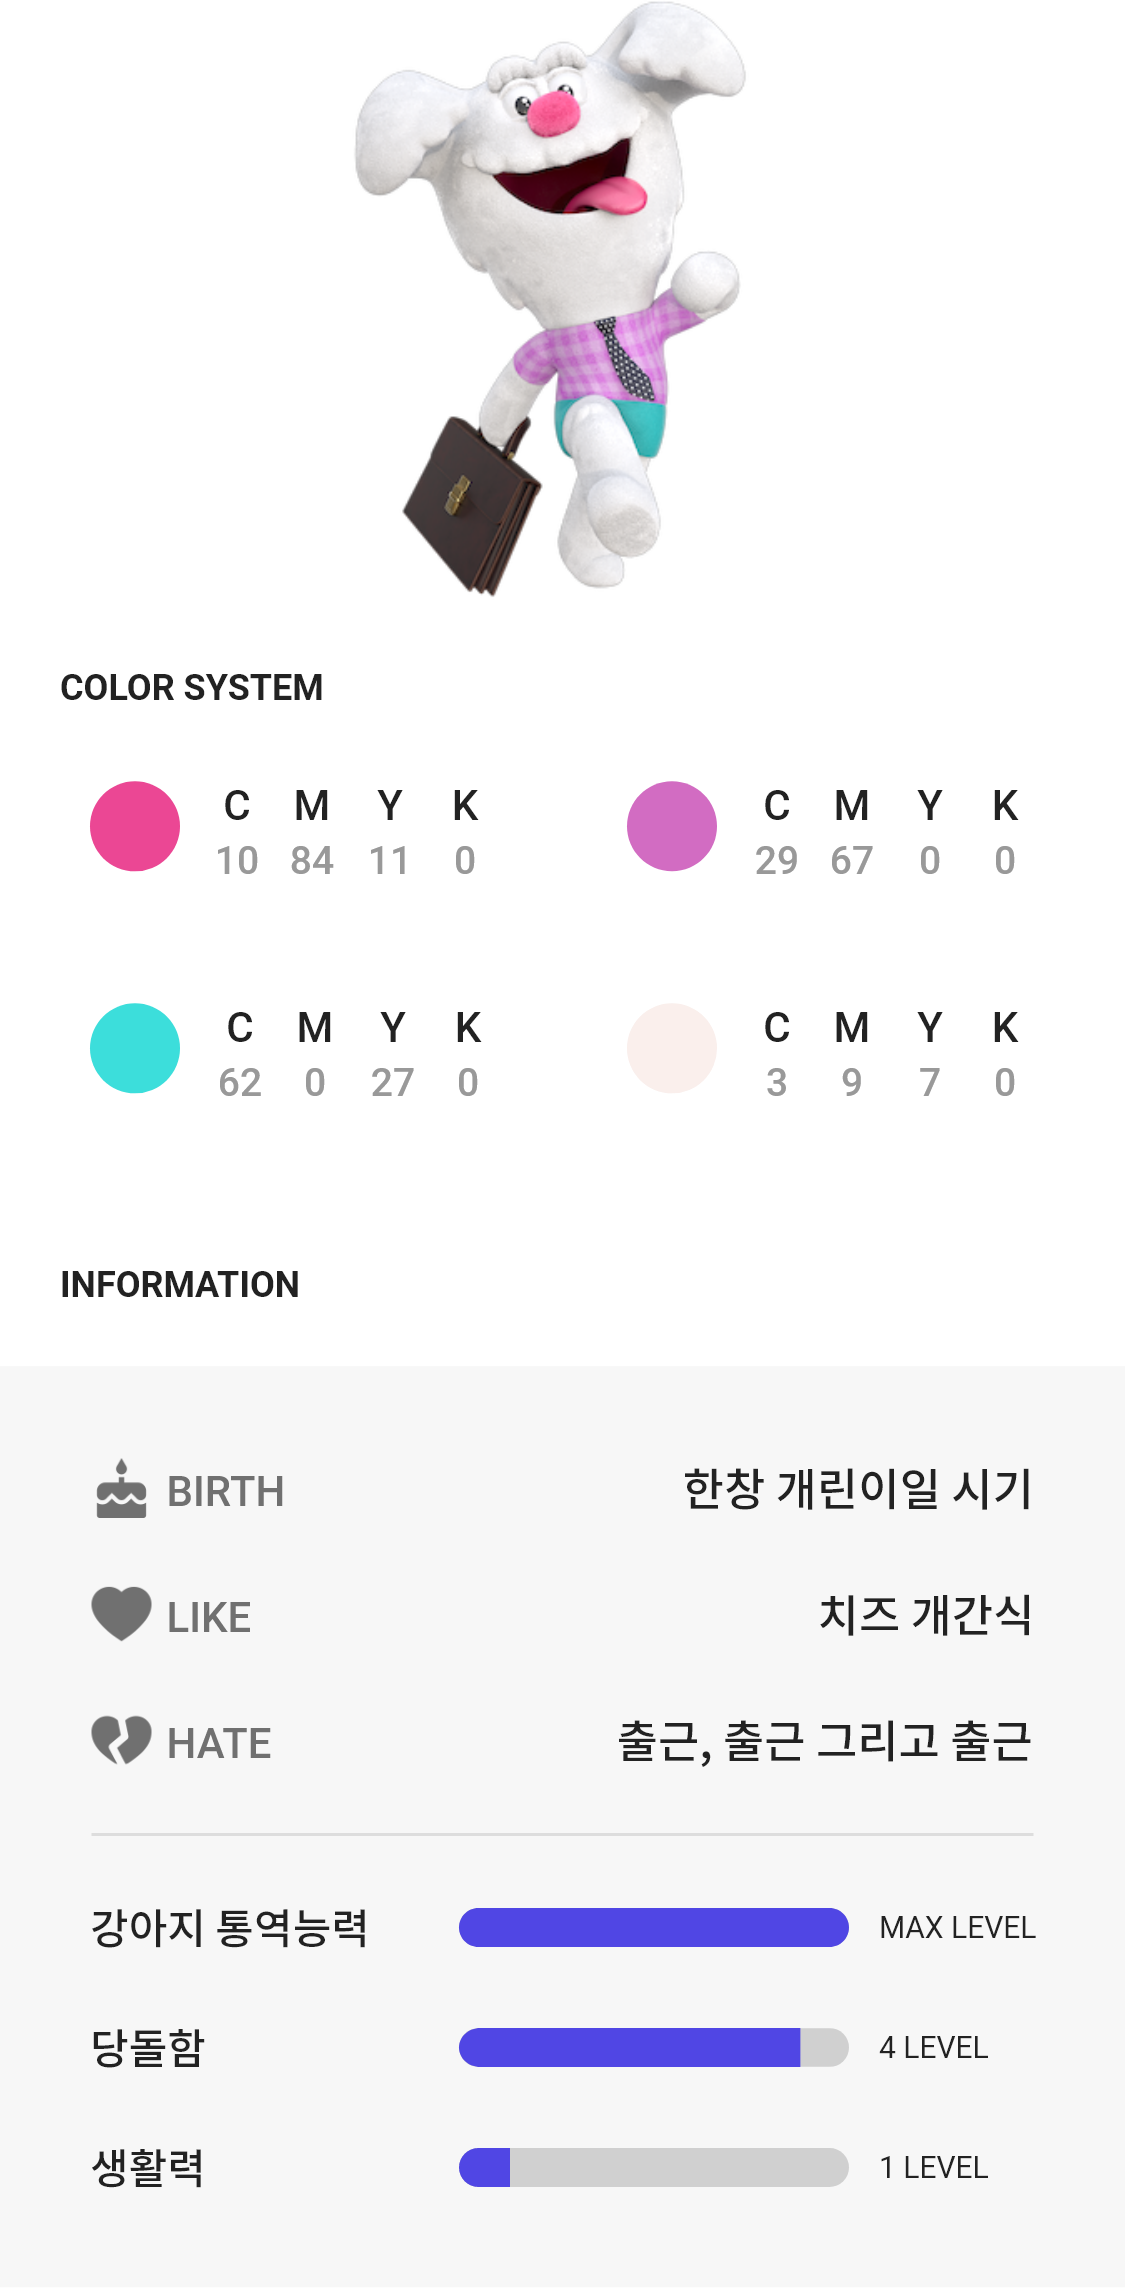 COLOR SYSTEM
C M Y K
10 84 11 0
C M Y K
29 67 0 0
C M Y K
62 0 27 0
C M Y K
3 9 7 0
INFORMATION
BIRTH 한창 개린이일 시기
LIKE 치즈 개간식
HATE 출근, 출근 그리고 출근
강아지 통역능력 MAX LEVEL
당돌함 4 LEVEL
생활력 1 LEVEL